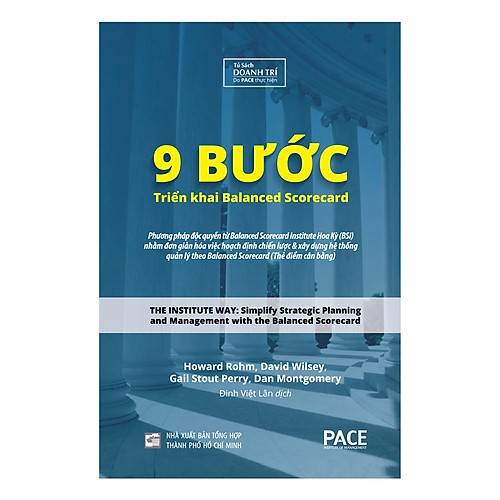 Tủ Sách
DOANH TRÍ
Do PACE thực hiện
9 BƯỚC
Triển khai Balanced Scorecard
Phương pháp độc quyền từ Balanced Scorecard Institute Hoa Kỳ (BSI)
nhằm đơn giản hóa việc hoạch định chiến lược & xây dựng hệ thống
quản lý theo Balanced Scorecard (Thẻ điểm cân bằng)
THE INSTITUTE WAY: Simplify Strategic Planning
and Management with the Balanced Scorecard
Howard Rohm, David Wilsey,
Gail Stout Perry, Dan Montgomery
Đinh Việt Lân dịch
NHÀ XUẤT BẢN TỔNG HỢP
THÀNH PHỐ HỒ CHÍ MINH
PACE
INSTITUTE OF MANAGEMENT